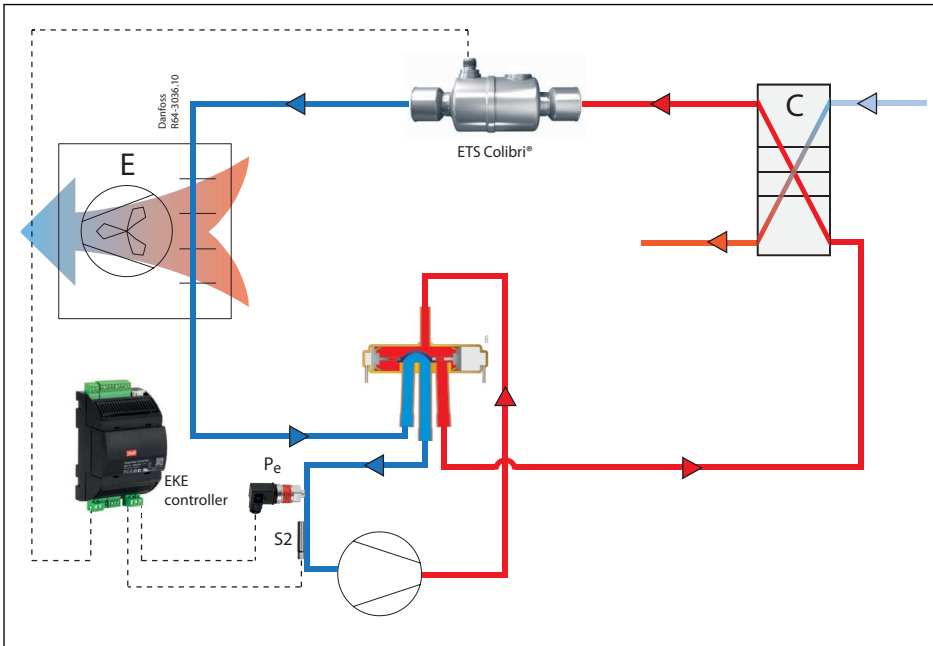 Danfoss
R64-3036.10
ETS Colibri®
C
E
EKE
controller
Pe
S2